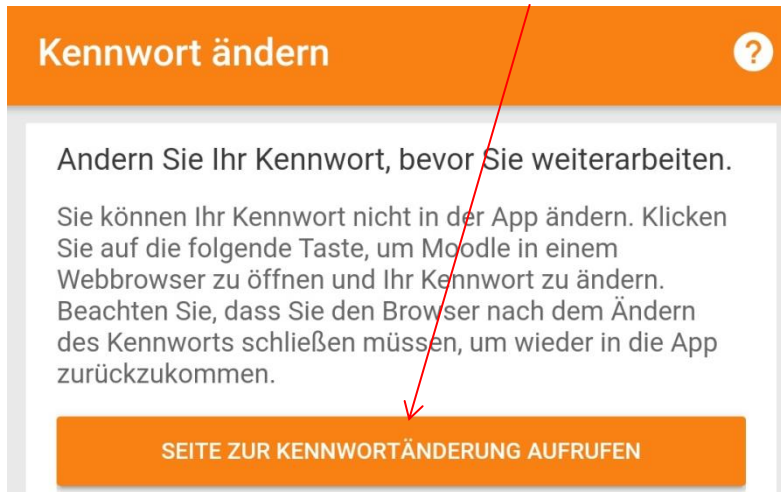 Kennwort ändern
?
Andern Sie Ihr Kennwort, bevor Sie weiterarbeiten.
Sie können Ihr Kennwort nicht in der App ändern. Klicken
Sie auf die folgende Taste, um Moodle in einem
Webbrowser zu öffnen und Ihr Kennwort zu ändern.
Beachten Sie, dass Sie den Browser nach dem Ändern
des Kennworts schließen müssen, um wieder in die App
zurückzukommen.
SEITE ZUR KENNWORTÄNDERUNG AUFRUFEN